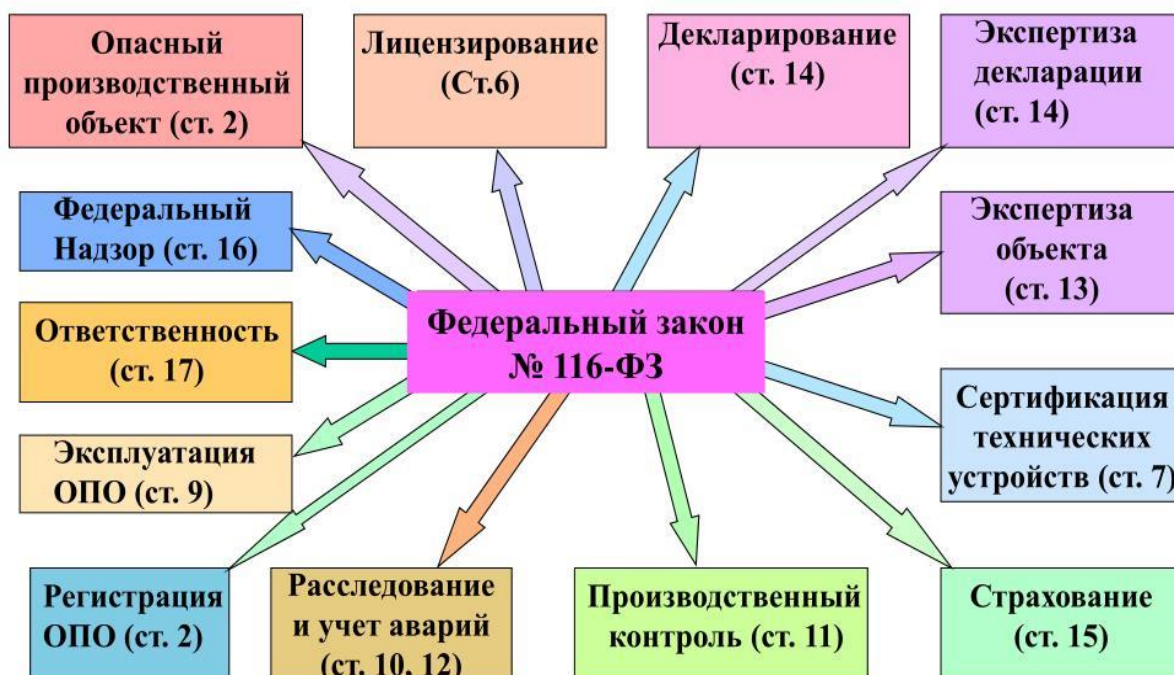 Опасный
производственный
объект (ст. 2)
Лицензирование
(Ст.6)
Декларирование
(ст. 14)
Экспертиза
декларации
(ст. 14)
Федеральный
Надзор (ст. 16)
Экспертиза
объекта
(ст. 13)
Федеральный закон
№ 116-ФЗ
Ответственность
(ст. 17)
Сертификация
технических
устройств (ст. 7)
Эксплуатация
ОПО (ст. 9)
Регистрация
ОПО (ст. 2)
Расследование
и учет аварий
(ст. 10, 12)
Производственный
контроль (ст. 11)
Страхование
(ст. 15)